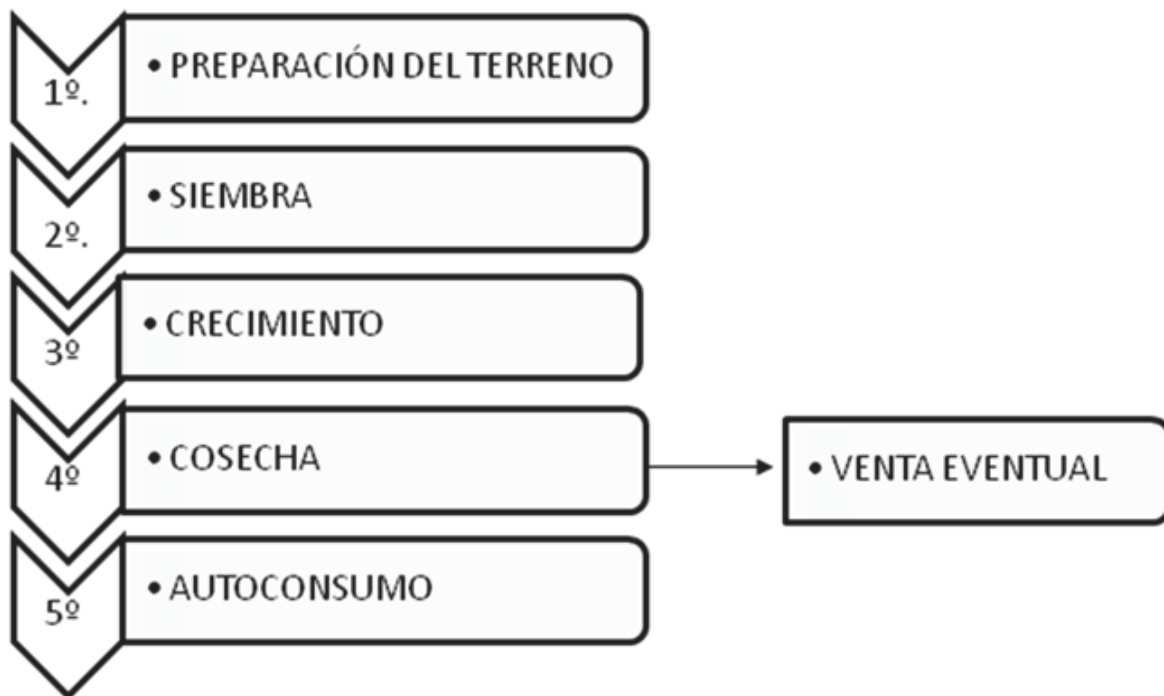 1º.
• PREPARACIÓN DEL TERRENO
2º.
• SIEMBRA
3º
• CRECIMIENTO
4º
• COSECHA
• VENTA EVENTUAL
5º
• AUTOCONSUMO